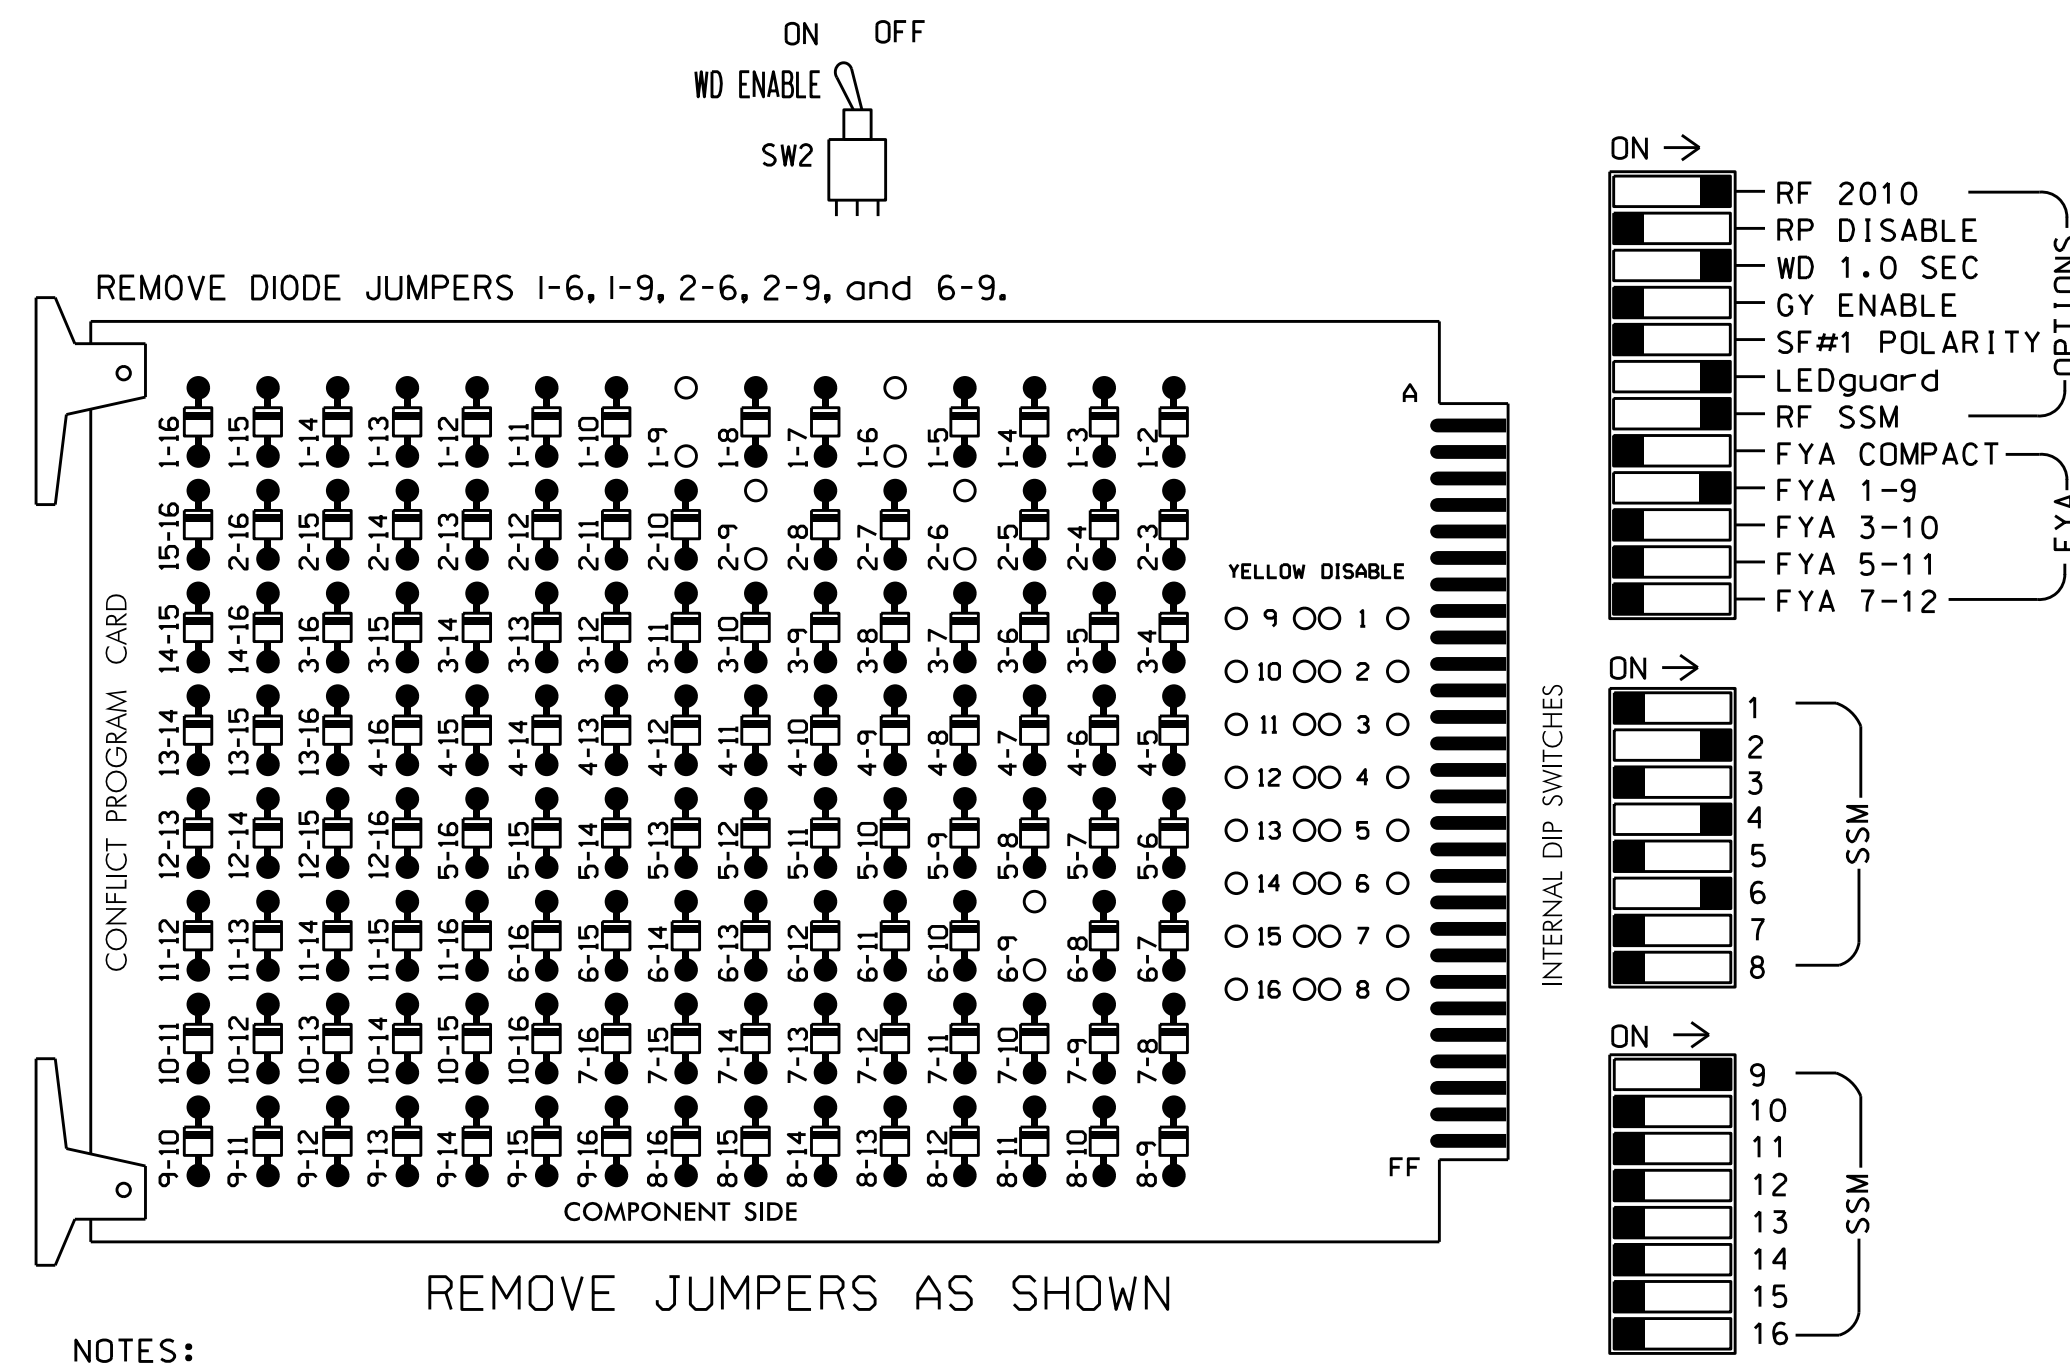 ON OFF
WD ENABLE
SW2
REMOVE DIODE JUMPERS 1-6, 1-9, 2-6, 2-9, and 6-9.
1-16 1-15 1-14 1-13 1-12 1-11 1-10 1-9 1-8 1-7 1-6 1-5 1-4 1-3 1-2
15-16 2-16 2-15 2-14 2-13 2-12 2-11 2-10 2-9 2-8 2-7 2-6 2-5 2-4 2-3
14-15 14-16 3-16 3-15 3-14 3-13 3-12 3-11 3-10 3-9 3-8 3-7 3-6 3-5 3-4
13-14 13-15 13-16 4-16 4-15 4-14 4-13 4-12 4-11 4-10 4-9 4-8 4-7 4-6 4-5
12-13 12-14 12-15 12-16 5-16 5-15 5-14 5-13 5-12 5-11 5-10 5-9 5-8 5-7 5-6
11-12 11-13 11-14 11-15 11-16 6-16 6-15 6-14 6-13 6-12 6-11 6-10 6-9 6-8 6-7
10-11 10-12 10-13 10-14 10-15 10-16 7-16 7-15 7-14 7-13 7-12 7-11 7-10 7-9 7-8
9-10 9-11 9-12 9-13 9-14 9-15 9-16 8-16 8-15 8-14 8-13 8-12 8-11 8-10 8-9
CONFLICT PROGRAM CARD
COMPONENT SIDE
A
FF
YELLOW DISABLE
9 1
10 2
11 3
12 4
13 5
14 6
15 7
16 8
INTERNAL DIP SWITCHES
ON →
RF 2010
RP DISABLE
WD 1.0 SEC
GY ENABLE
SF#1 POLARITY
LEDguard
RF SSM
OPTIONS
FYA COMPACT
FYA 1-9
FYA 3-10
FYA 5-11
FYA 7-12
FYA
ON →
1
2
3
4
5
6
7
8
SSM
ON →
9
10
11
12
13
14
15
16
SSM
REMOVE JUMPERS AS SHOWN
NOTES: